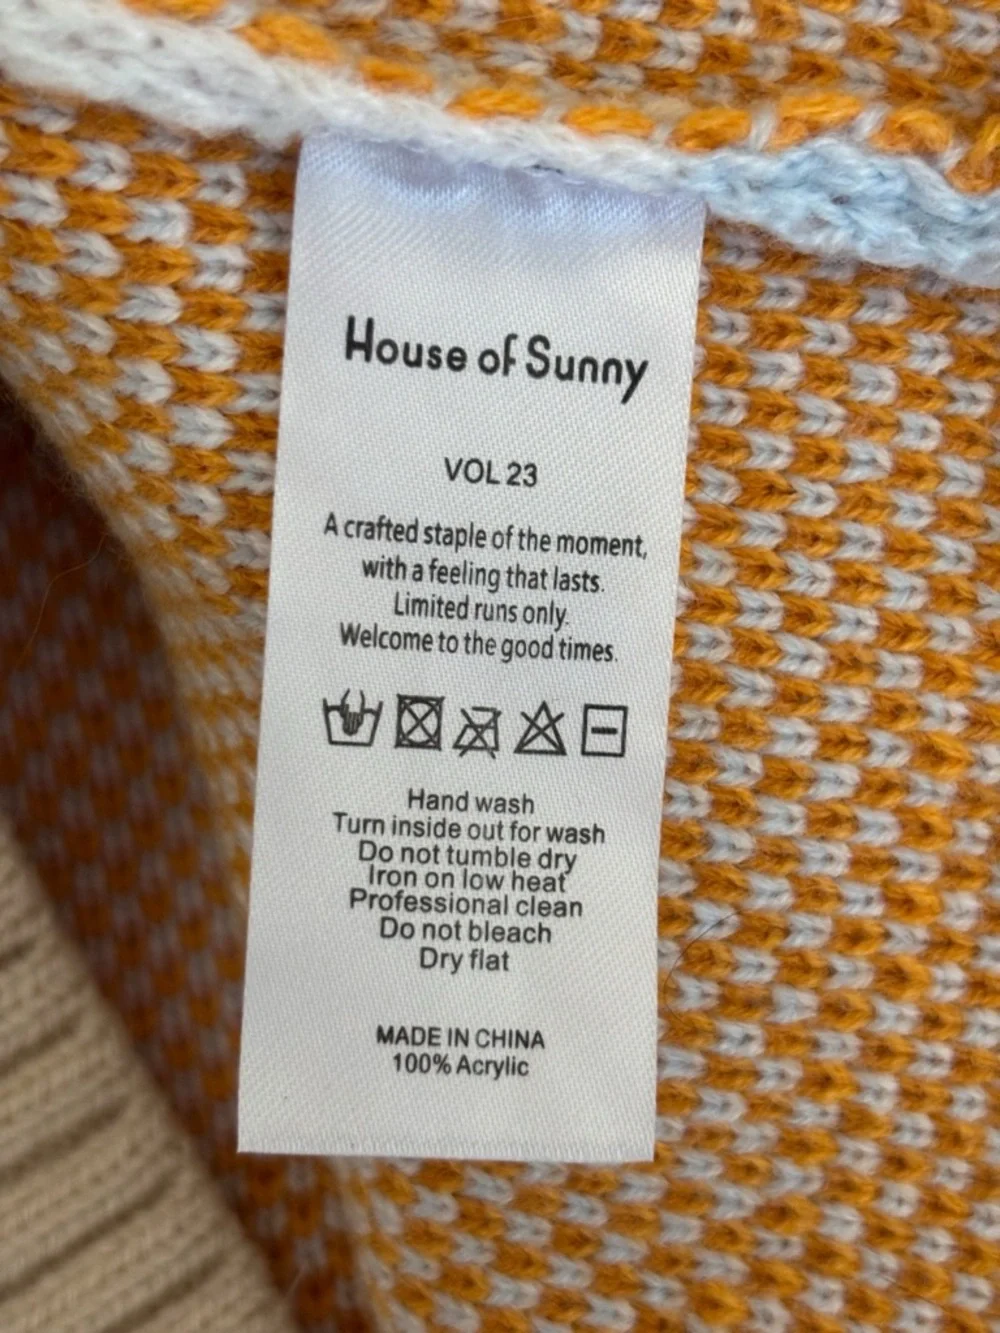 House of Sunny
VOL 23
A crafted staple of the moment,
with a feeling that lasts.
Limited runs only.
Welcome to the good times.
Hand wash
Turn inside out for wash
Do not tumble dry
Iron on low heat
Professional clean
Do not bleach
Dry flat
MADE IN CHINA
100% Acrylic